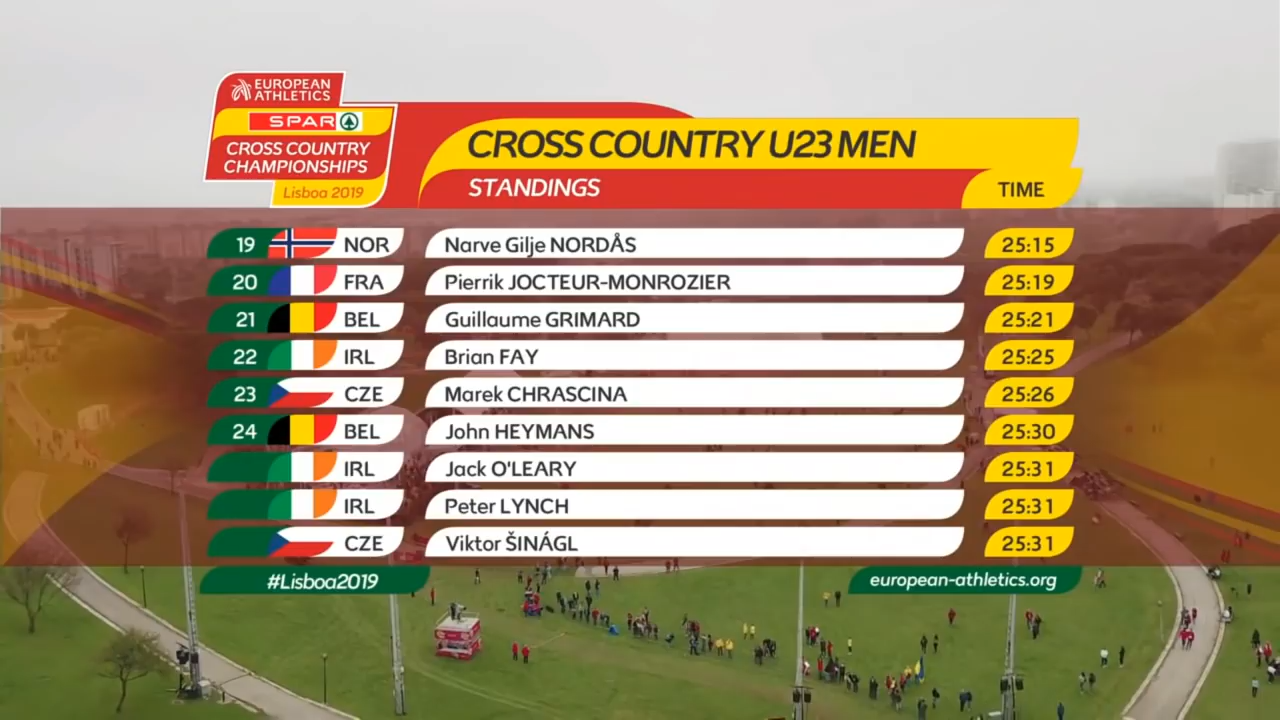 EUROPEAN
ATHLETICS
SPAR
CROSS COUNTRY
CHAMPIONSHIPS
Lisboa 2019
CROSS COUNTRY U23 MEN
STANDINGS TIME
19 NOR Narve Gilje NORDÅS 25:15
20 FRA Pierrik JOCTEUR-MONROZIER 25:19
21 BEL Guillaume GRIMARD 25:21
22 IRL Brian FAY 25:25
23 CZE Marek CHRASCINA 25:26
24 BEL John HEYMANS 25:30
IRL Jack O'LEARY 25:31
IRL Peter LYNCH 25:31
CZE Viktor ŠINÁGL 25:31
#Lisboa2019 european-athletics.org